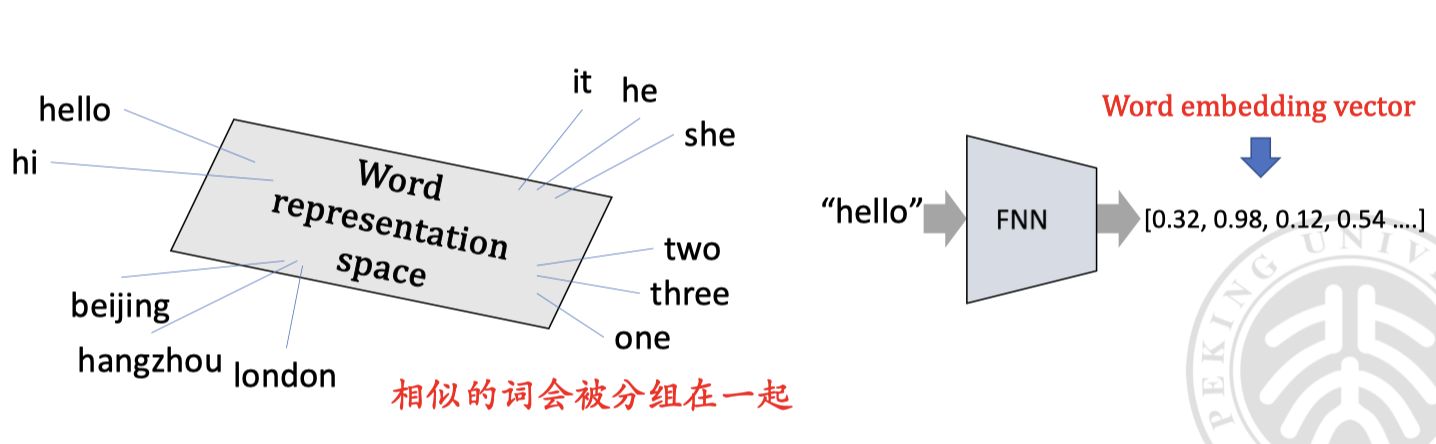 hello
hi
it
he
she
Word
representation
space
two
three
one
beijing
hangzhou
london
相似的词会被分组在一起
Word embedding vector
“hello”
FNN
[0.32, 0.98, 0.12, 0.54 ....]
PEKING UNIV